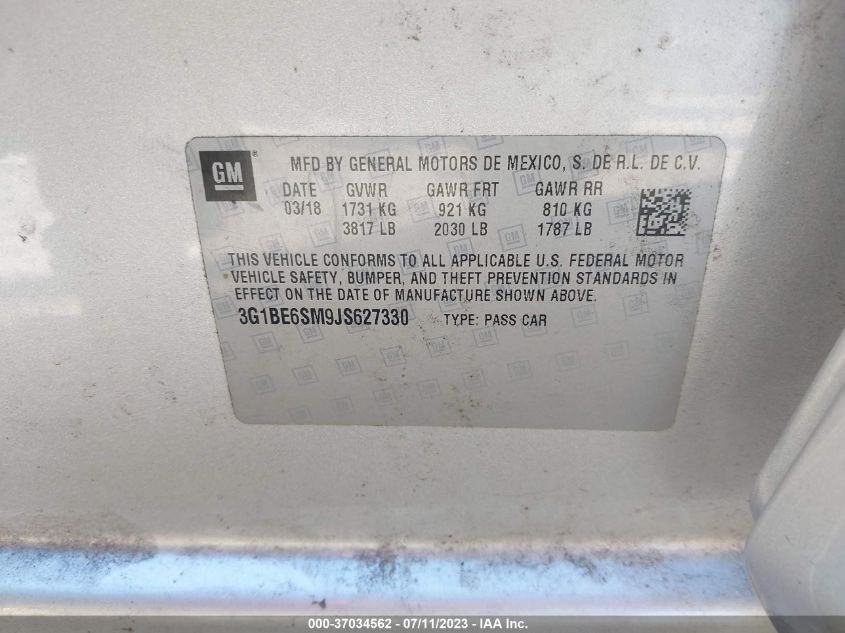 GM® MFD BY GENERAL MOTORS DE MEXICO, S. DE R.L. DE C.V.
DATE GVWR GAWR FRT GAWR RR
03/18 1731 KG 921 KG 810 KG
3817 LB 2030 LB 1787 LB
THIS VEHICLE CONFORMS TO ALL APPLICABLE U.S. FEDERAL MOTOR
VEHICLE SAFETY, BUMPER, AND THEFT PREVENTION STANDARDS IN
EFFECT ON THE DATE OF MANUFACTURE SHOWN ABOVE.
3G1BE6SM9JS627330 TYPE: PASS CAR
000-37034562 - 07/11/2023 - IAA Inc.